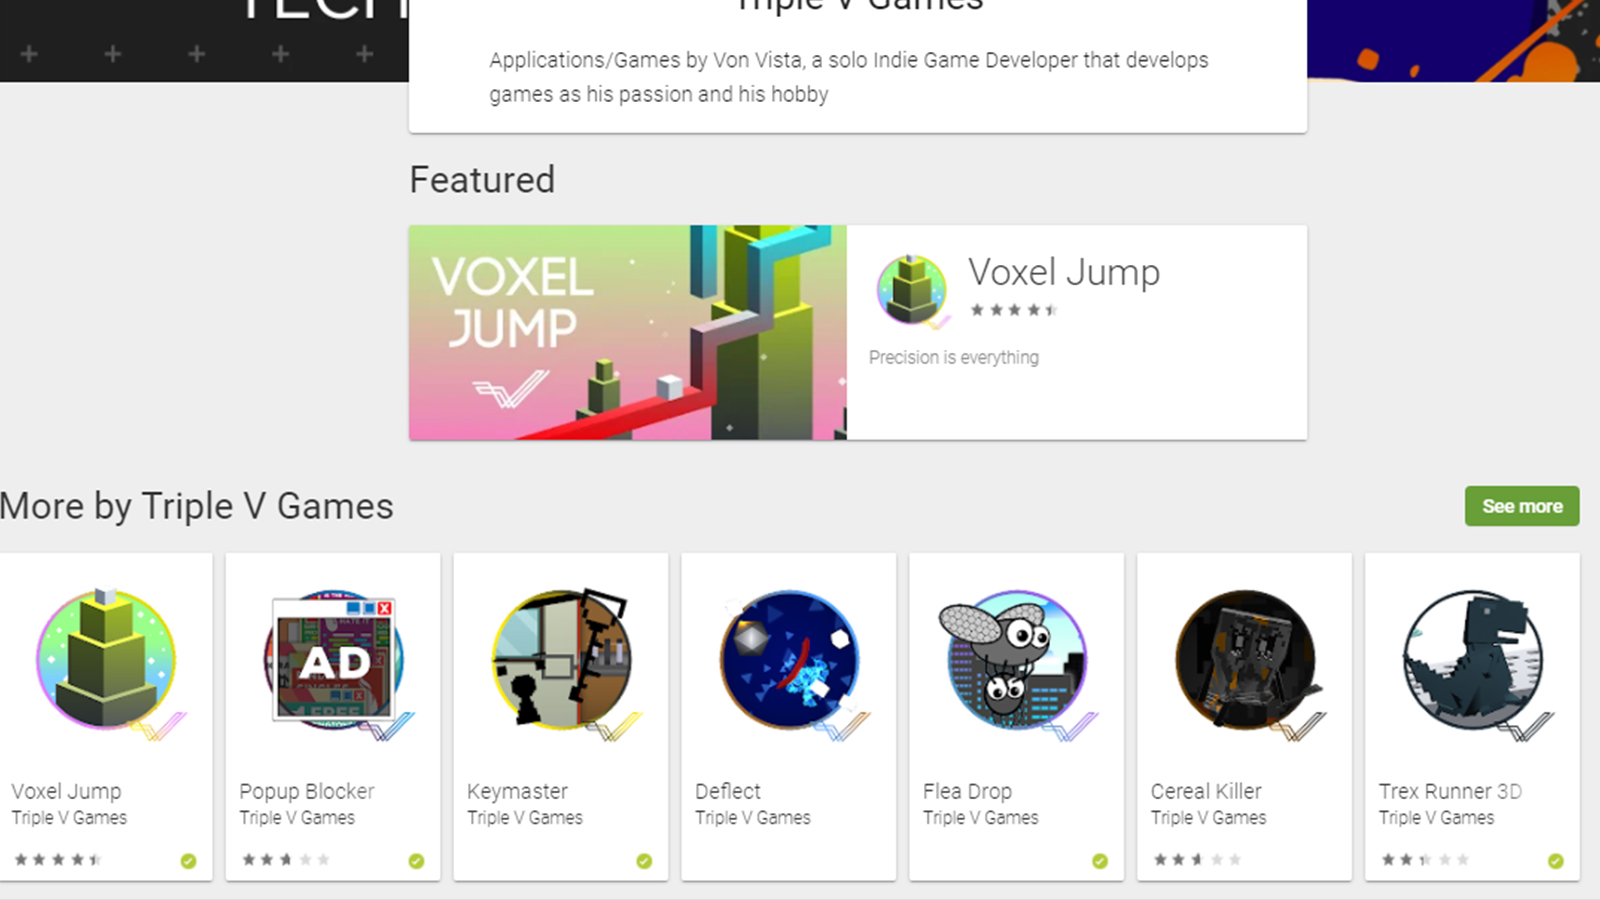 TECH
Triple V Games
Applications/Games by Von Vista, a solo Indie Game Developer that develops
games as his passion and his hobby
Featured
VOXEL
JUMP
Voxel Jump
Precision is everything
More by Triple V Games
See more
AD
1 FREE
Voxel Jump
Popup Blocker
Keymaster
Deflect
Flea Drop
Cereal Killer
Trex Runner 3D
Triple V Games
Triple V Games
Triple V Games
Triple V Games
Triple V Games
Triple V Games
Triple V Games